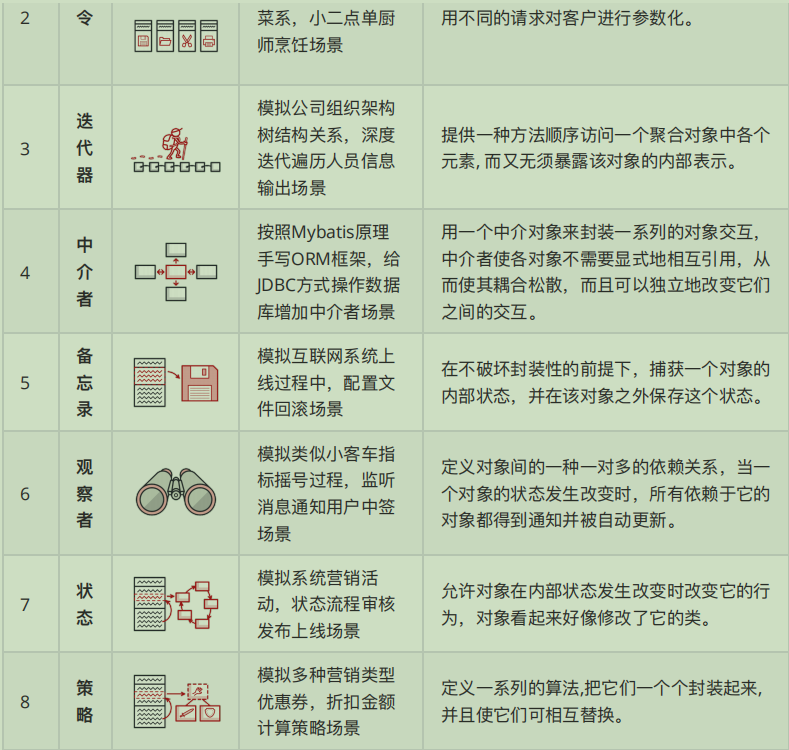 2
令
菜系，小二点单厨
师烹饪场景
用不同的请求对客户进行参数化。
3
迭
代
器
模拟公司组织架构
树结构关系，深度
迭代遍历人员信息
输出场景
提供一种方法顺序访问一个聚合对象中各个
元素, 而又无须暴露该对象的内部表示。
4
中
介
者
按照Mybatis原理
手写ORM框架，给
JDBC方式操作数据
库增加中介者场景
用一个中介对象来封装一系列的对象交互，
中介者使各对象不需要显式地相互引用，从
而使其耦合松散，而且可以独立地改变它们
之间的交互。
5
备
忘
录
模拟互联网系统上
线过程中，配置文
件回滚场景
在不破坏封装性的前提下，捕获一个对象的
内部状态，并在该对象之外保存这个状态。
6
观
察
者
模拟类似小客车指
标摇号过程，监听
消息通知用户中签
场景
定义对象间的一种一对多的依赖关系，当一
个对象的状态发生改变时，所有依赖于它的
对象都得到通知并被自动更新。
7
状
态
模拟系统营销活
动，状态流程审核
发布上线场景
允许对象在内部状态发生改变时改变它的行
为，对象看起来好像修改了它的类。
8
策
略
模拟多种营销类型
优惠券，折扣金额
计算策略场景
定义一系列的算法,把它们一个个封装起来,
并且使它们可相互替换。